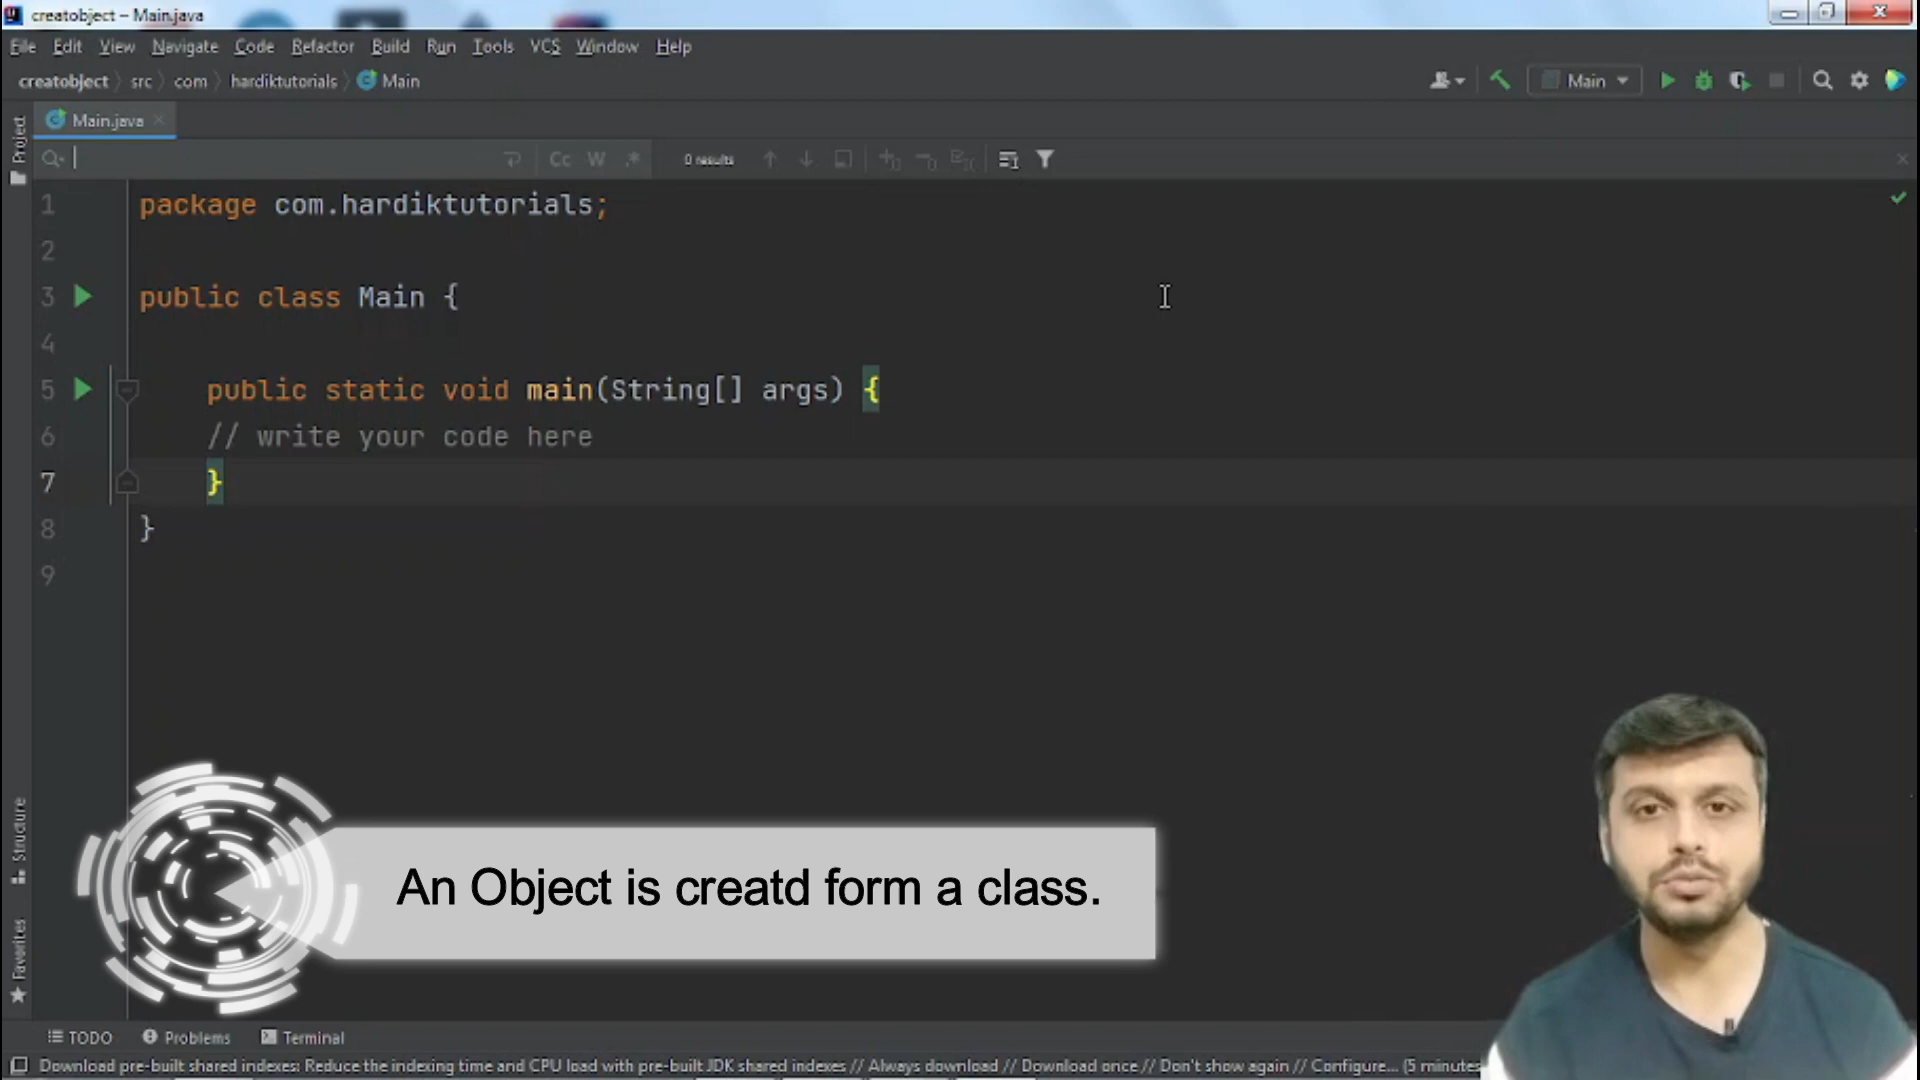 creatobject – Main.java
File Edit View Navigate Code Refactor Build Run Tools VCS Window Help
creatobject src com hardiktutorials Main
Main
Main.java
Project
Cc W .* 0 results
1 package com.hardiktutorials;
2
3 public class Main {
4
5 public static void main(String[] args) {
6 // write your code here
7 }
8 }
9
An Object is creatd form a class.
Structure
Favorites
TODO Problems Terminal
Download pre-built shared indexes: Reduce the indexing time and CPU load with pre-built JDK shared indexes // Always download // Download once // Don't show again // Configure... (5 minutes